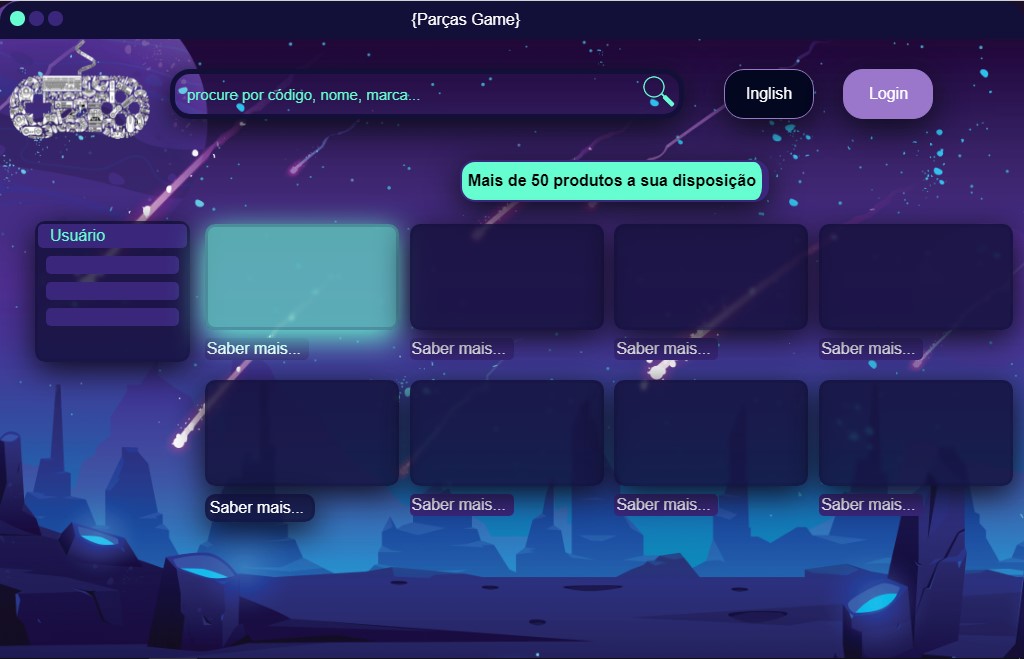 {Parças Game}
procure por código, nome, marca...
Inglish
Login
Mais de 50 produtos a sua disposição
Usuário
Saber mais...
Saber mais...
Saber mais...
Saber mais...
Saber mais...
Saber mais...
Saber mais...
Saber mais...